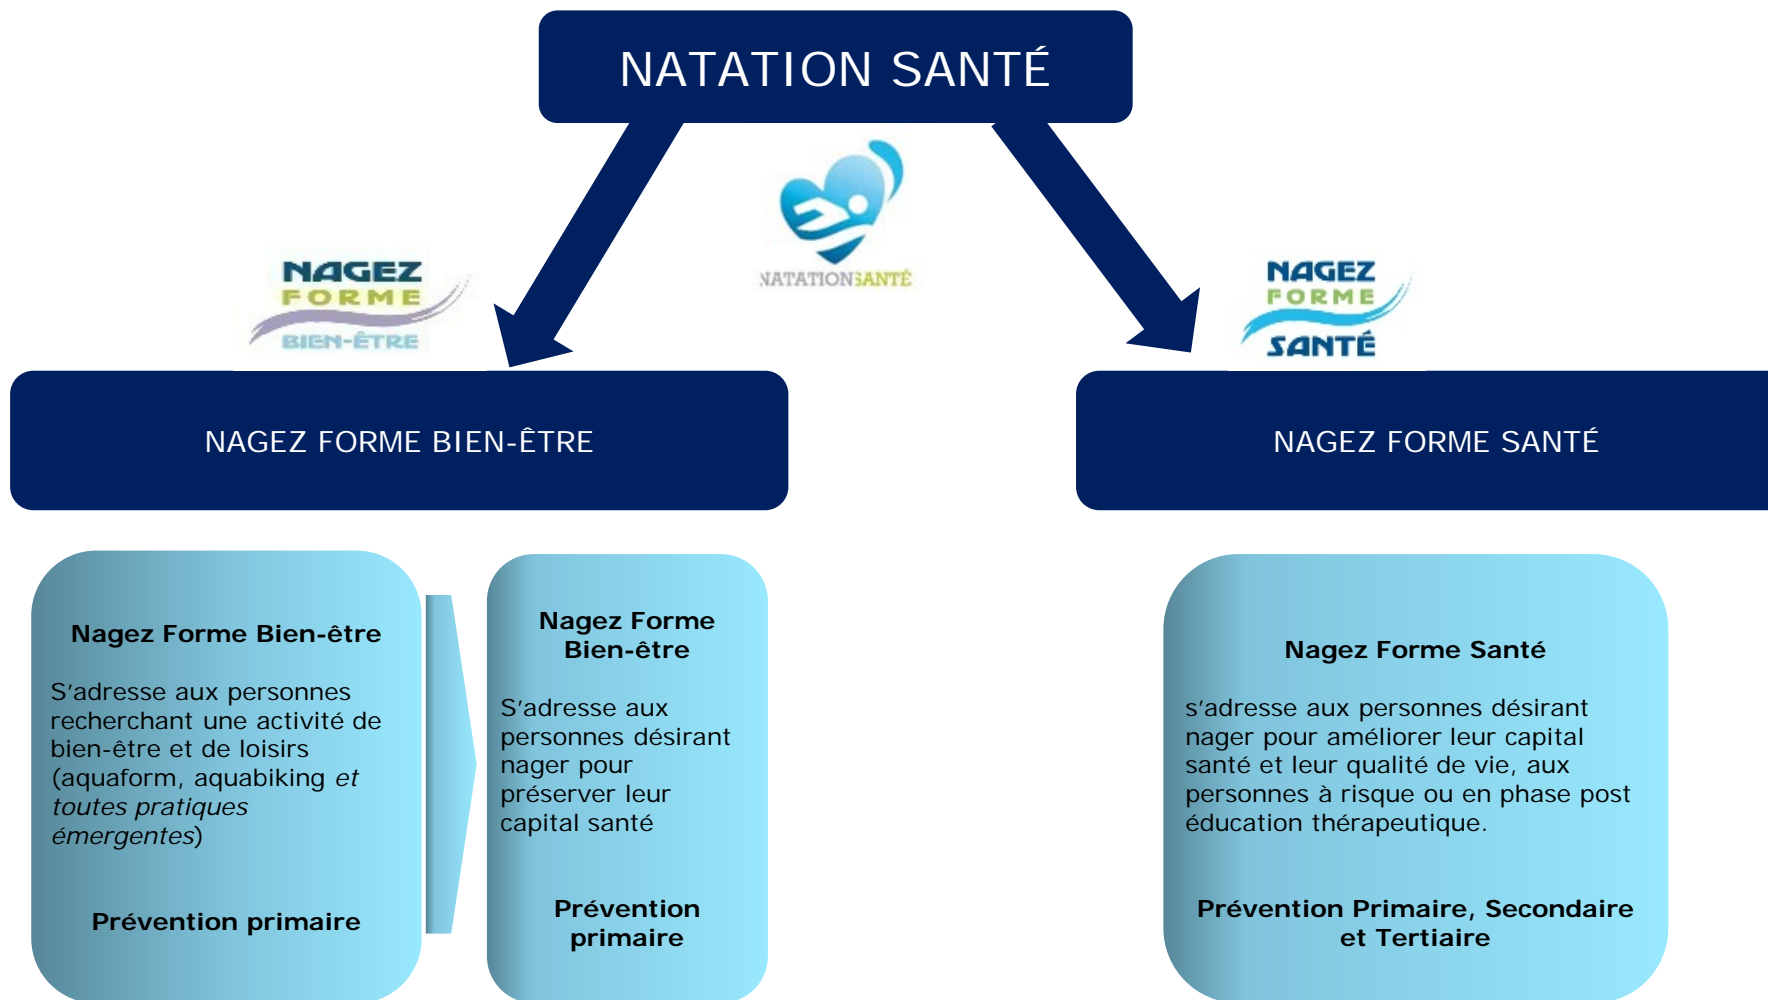 NATATION SANTÉ
NATATIONSANTÉ
NAGEZ
FORME
BIEN-ÊTRE
NAGEZ
FORME
SANTÉ
NAGEZ FORME BIEN-ÊTRE
NAGEZ FORME SANTÉ
Nagez Forme Bien-être
S’adresse aux personnes
recherchant une activité de
bien-être et de loisirs
(aquaform, aquabiking et
toutes pratiques
émergentes)
Prévention primaire
Nagez Forme
Bien-être
S’adresse aux
personnes désirant
nager pour
préserver leur
capital santé
Prévention
primaire
Nagez Forme Santé
s’adresse aux personnes désirant
nager pour améliorer leur capital
santé et leur qualité de vie, aux
personnes à risque ou en phase post
éducation thérapeutique.
Prévention Primaire, Secondaire
et Tertiaire